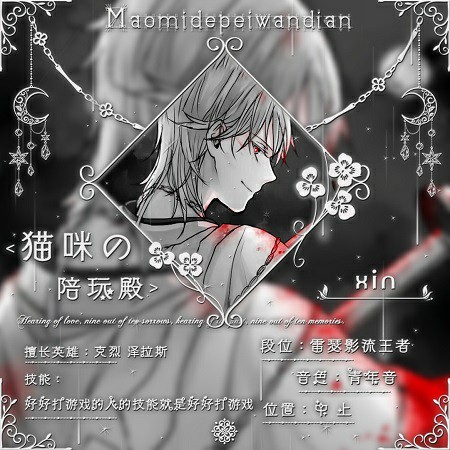 Maomidepeiwandian
<猫咪の
陪玩殿>
xin
Hearing of love, nine out of ten sorrows, hearing and, nine out of ten memories.
擅长英雄：克烈 泽拉斯
段位：雷瑟影流王者
技能：
音色：青年音
好好打游戏的人的技能就是好好打游戏
位置：中 上